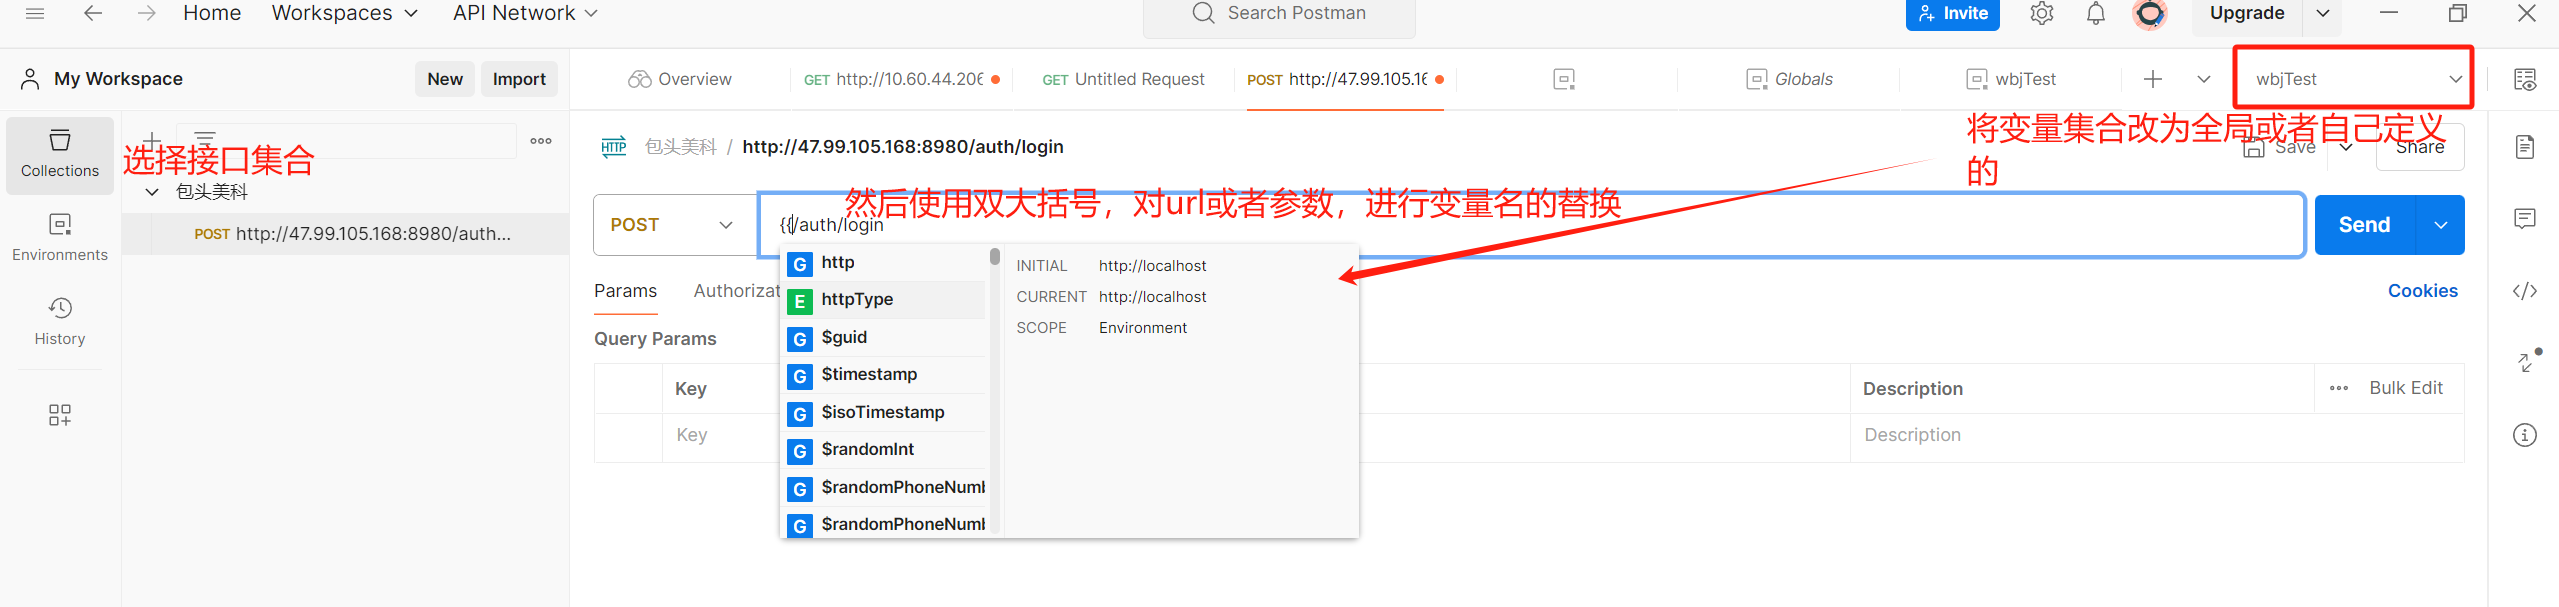 Home Workspaces API Network Search Postman Invite Upgrade
My Workspace New Import Overview GET http://10.60.44.206 GET Untitled Request POST http://47.99.105.16 Globals wbjTest wbjTest
将变量集合改为全局或者自己定义的
Collections
选择接口集合
包头美科 / http://47.99.105.168:8980/auth/login Save Share
包头美科
然后使用双大括号，对url或者参数，进行变量名的替换
POST http://47.99.105.168:8980/auth...
POST {{/auth/login Send
Environments
History
Params Authorizat Cookies
Query Params
Key Description Bulk Edit
Key Description
G http
E httpType
G $guid
G $timestamp
G $isoTimestamp
G $randomInt
G $randomPhoneNumb
G $randomPhoneNumb
INITIAL http://localhost
CURRENT http://localhost
SCOPE Environment